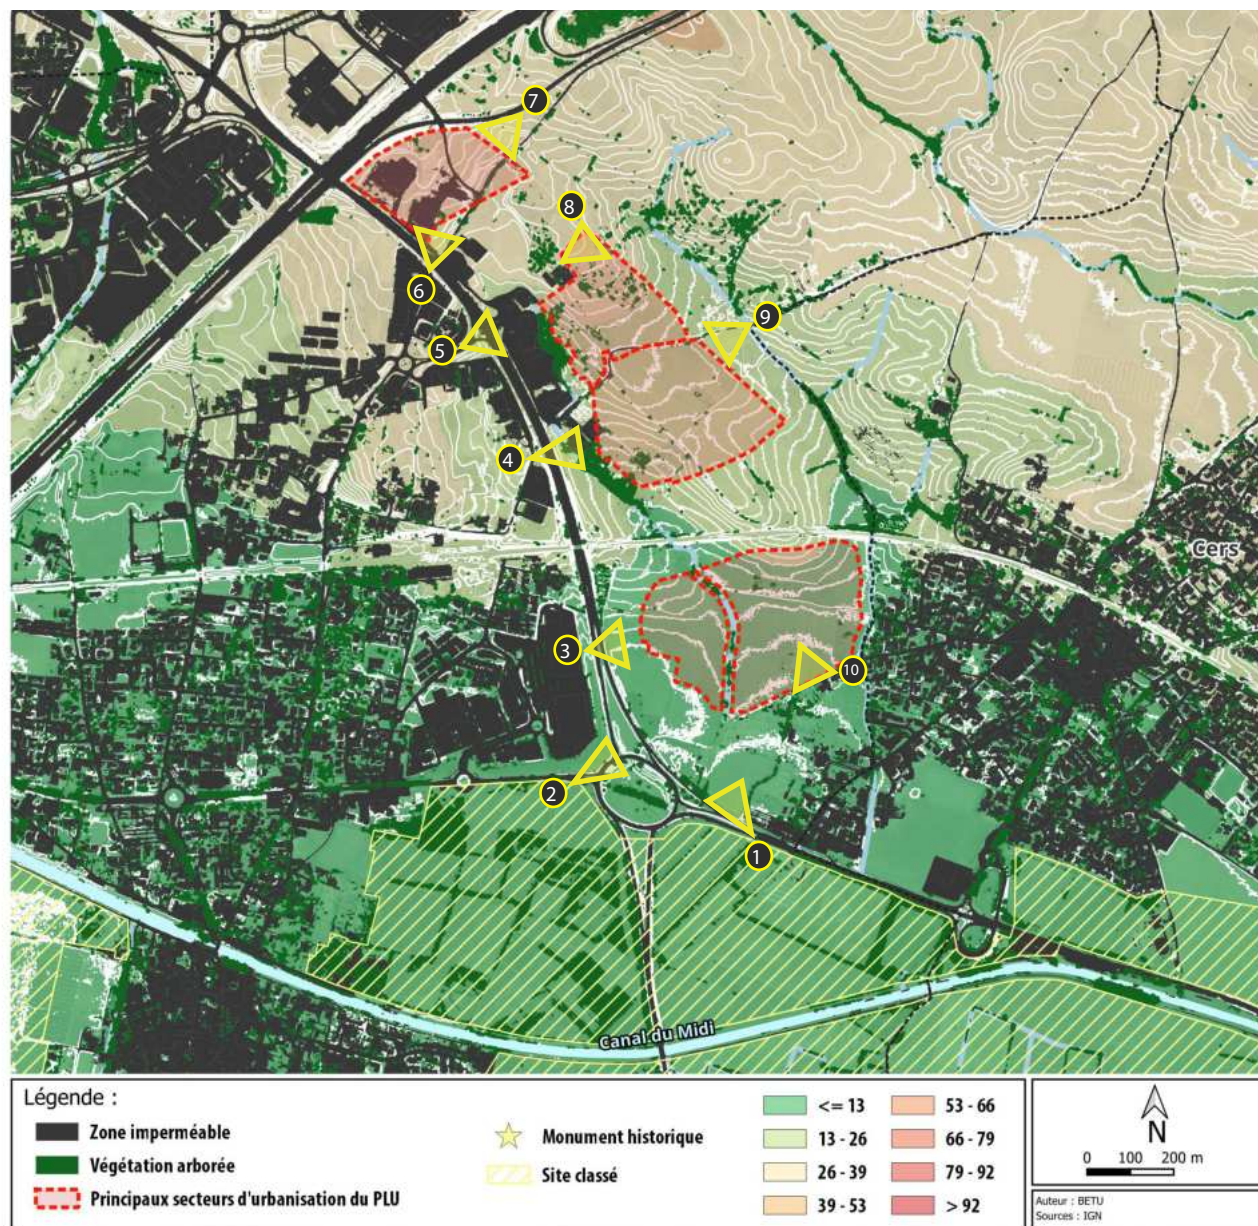 7
8
9
6
5
4
Cers
3
10
2
1
Canal du Midi
Légende :
Zone imperméable
Végétation arborée
Principaux secteurs d'urbanisation du PLU
Monument historique
Site classé
<= 13
13 - 26
26 - 39
39 - 53
53 - 66
66 - 79
79 - 92
> 92
N
0 100 200 m
Auteur : BETU
Sources : IGN